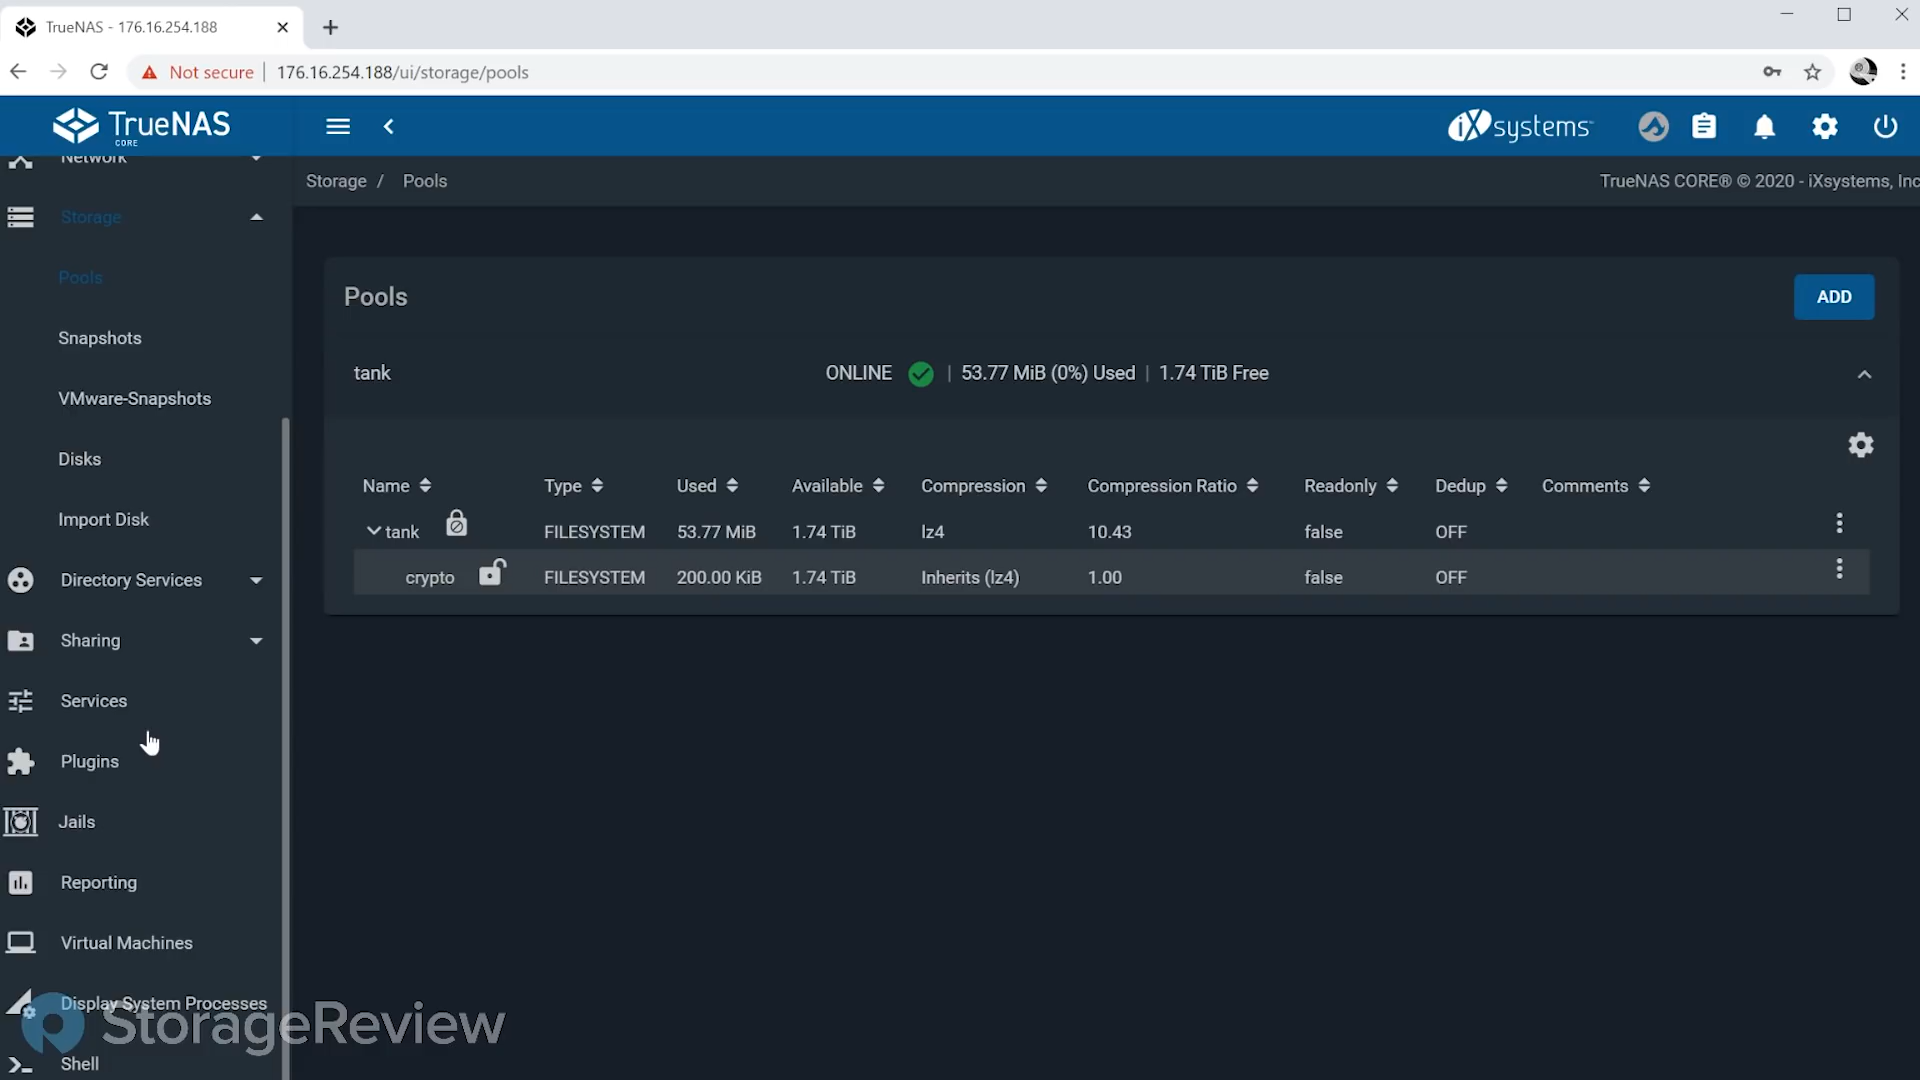 TrueNAS - 176.16.254.188
Not secure
176.16.254.188/ui/storage/pools
TrueNAS
CORE
iXsystems
Network
Storage / Pools
TrueNAS CORE® © 2020 - iXsystems, Inc
Storage
Pools
Snapshots
VMware-Snapshots
Disks
Import Disk
Directory Services
Sharing
Services
Plugins
Jails
Reporting
Virtual Machines
Display System Processes
Shell
Pools
ADD
tank ONLINE | 53.77 MiB (0%) Used | 1.74 TiB Free
Name Type Used Available Compression Compression Ratio Readonly Dedup Comments
tank FILESYSTEM 53.77 MiB 1.74 TiB lz4 10.43 false OFF
crypto FILESYSTEM 200.00 KiB 1.74 TiB Inherits (lz4) 1.00 false OFF
StorageReview